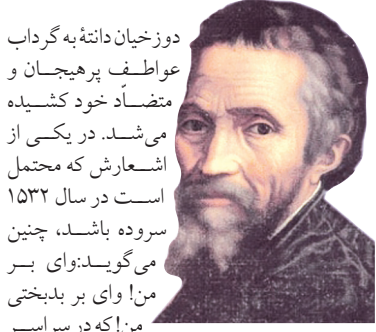 دوزخیان دانتهٔ به گرداب
عواطف پرهیجان و
متضاّد خود کشیده
می‌شد. در یکی از
اشعارش که محتمل
است در سال ۱۵۳۲
سروده باشد، چنین
می‌گوید:وای بر
من! وای بر بدبختی
من!که در سراسر